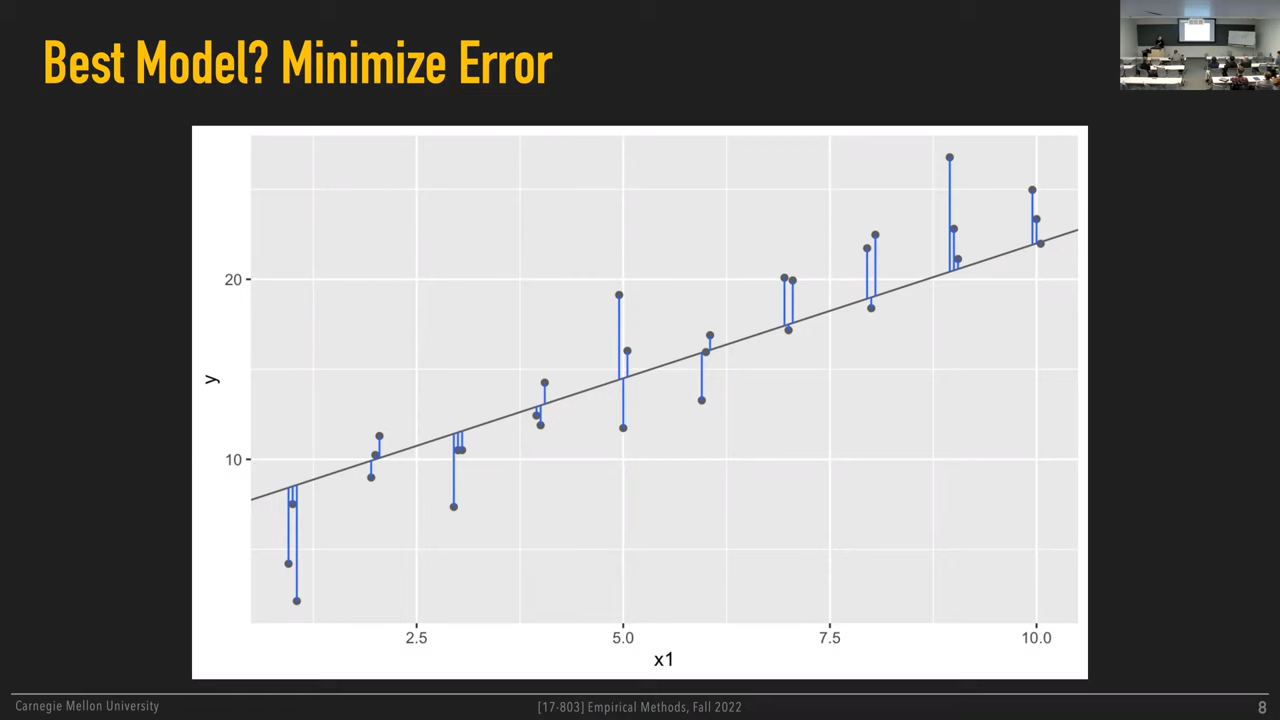 Best Model? Minimize Error
20
10
y
2.5
5.0
7.5
10.0
x1
Carnegie Mellon University
[17-803] Empirical Methods, Fall 2022
8